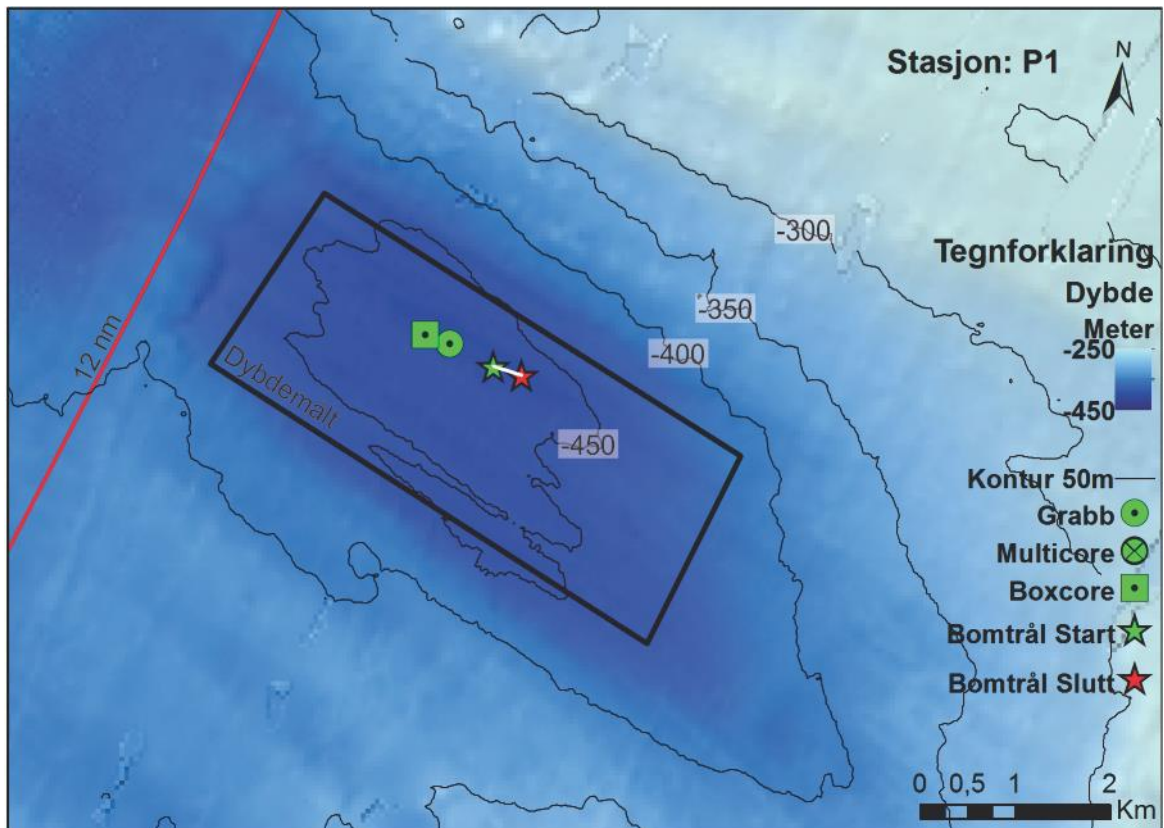 Stasjon: P1
N
-300
Tegnforklaring
Dybde
Meter
-250
-450
-350
-400
12 nm
Dybdemalt
-450
Kontur 50m
Grabb
Multicore
Boxcore
Bomtrål Start
Bomtrål Slutt
0 0,5 1 2
Km